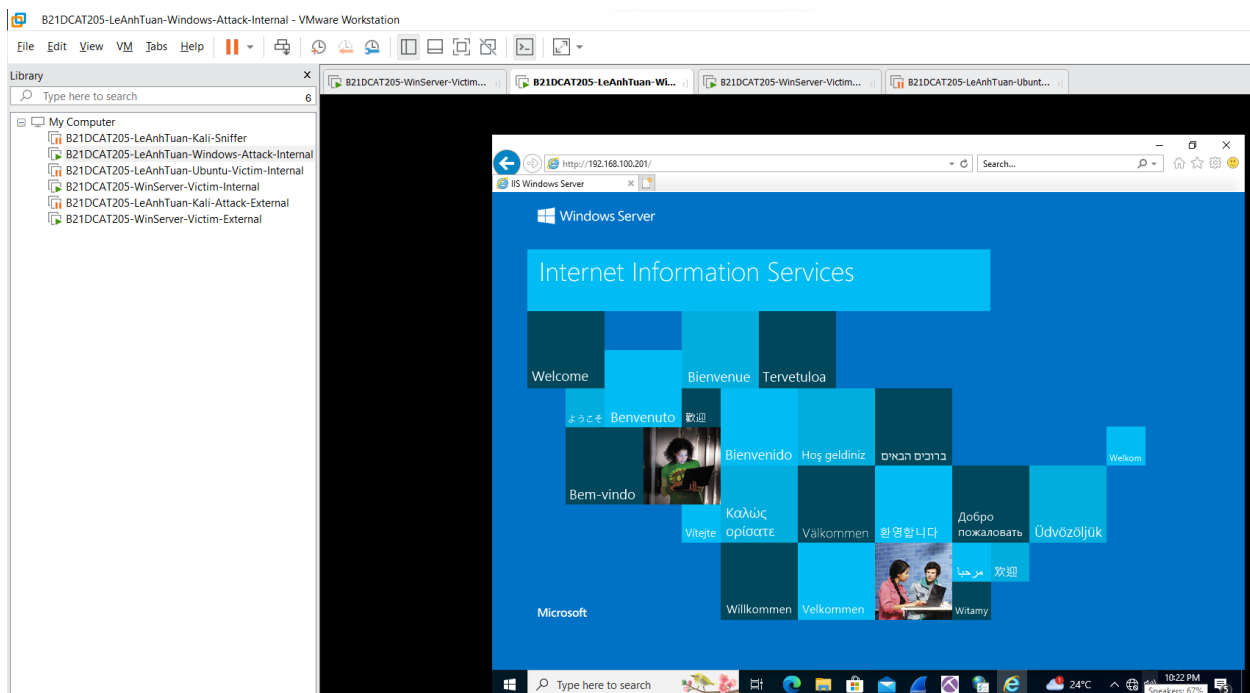 B21DCAT205-LeAnhTuan-Windows-Attack-Internal - VMware Workstation
File Edit View VM Tabs Help
Library X
Type here to search 6
My Computer
B21DCAT205-LeAnhTuan-Kali-Sniffer
B21DCAT205-LeAnhTuan-Windows-Attack-Internal
B21DCAT205-LeAnhTuan-Ubuntu-Victim-Internal
B21DCAT205-WinServer-Victim-Internal
B21DCAT205-LeAnhTuan-Kali-Attack-External
B21DCAT205-WinServer-Victim-External
B21DCAT205-WinServer-Victim... B21DCAT205-LeAnhTuan-Wi... B21DCAT205-WinServer-Victim... B21DCAT205-LeAnhTuan-Ubunt...
http://192.168.100.201/ Search...
IIS Windows Server
Windows Server
Internet Information Services
Welcome Bienvenue Tervetuloa
ようこそ Benvenuto 歡迎
Bienvenido Hoş geldiniz ברוכים הבאים Welkom
Bem-vindo
Vítejte Καλώς ορίσατε Välkommen 환영합니다 Добро пожаловать Üdvözöljük
مرحبا 欢迎
Microsoft Willkommen Velkommen Witamy
Type here to search 24°C 10:22 PM
Speakers: 67%